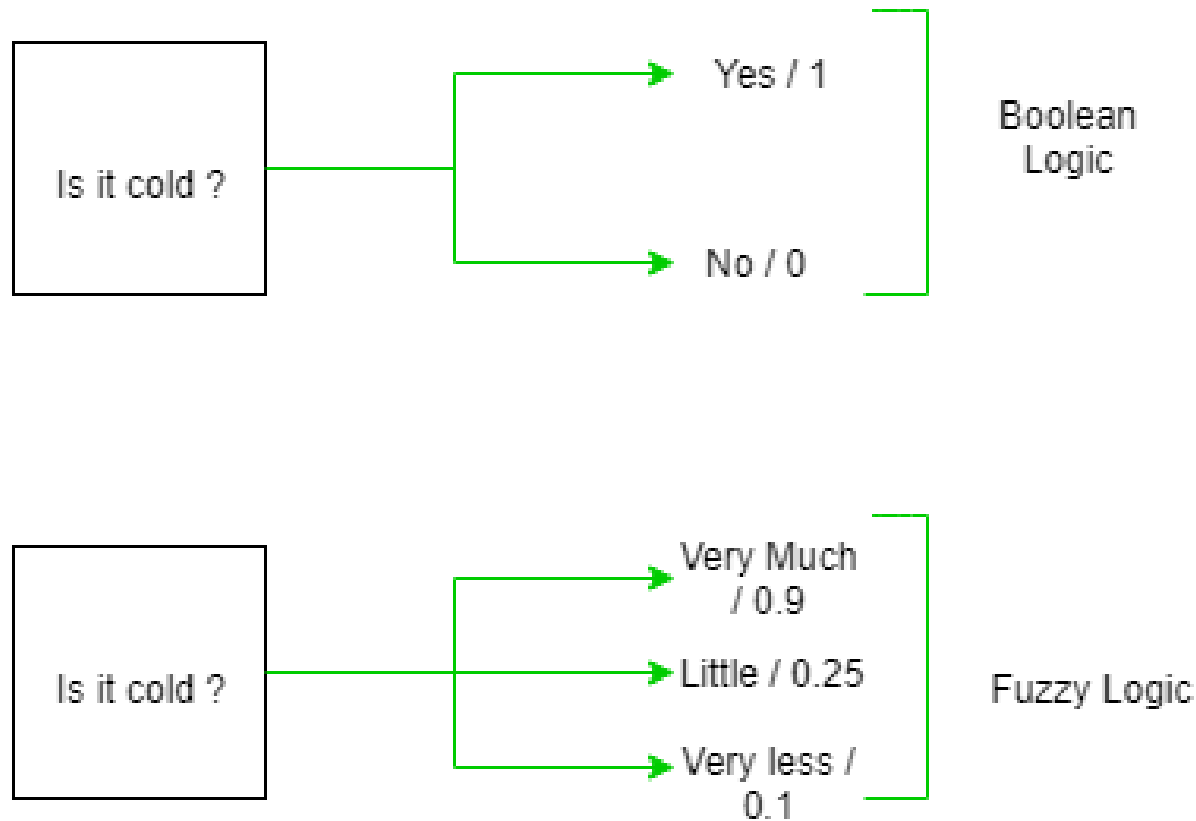 Is it cold ?
Yes / 1
No / 0
Boolean
Logic
Is it cold ?
Very Much
/ 0.9
Little / 0.25
Very less /
0.1
Fuzzy Logic